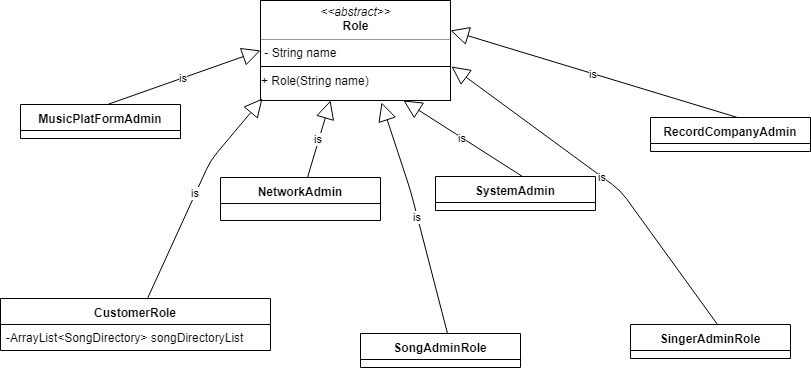 <<abstract>>
Role
- String name
+ Role(String name)
is
is
is
is
is
is
is
MusicPlatFormAdmin
RecordCompanyAdmin
NetworkAdmin
SystemAdmin
CustomerRole
-ArrayList<SongDirectory> songDirectoryList
SongAdminRole
SingerAdminRole